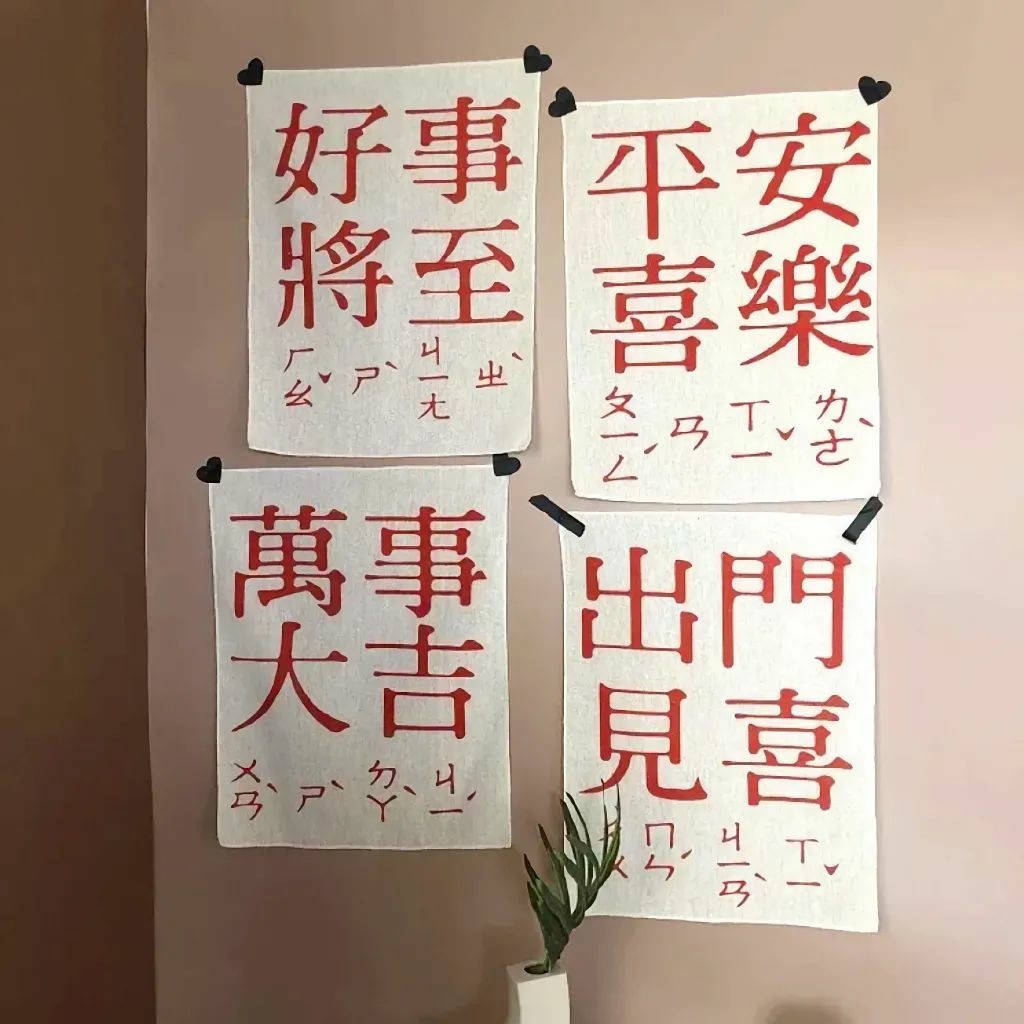 好事
將至
ㄏㄠˇ ㄕˋ ㄐㄧㄤ ㄓˋ
平安
喜樂
ㄆㄧㄥˊ ㄢ ㄒㄧˇ ㄌㄜˋ
萬事
大吉
ㄨㄢˋ ㄕˋ ㄉㄚˋ ㄐㄧˊ
出門
見喜
ㄇㄣˊ ㄐㄧㄢˋ ㄒㄧˇ